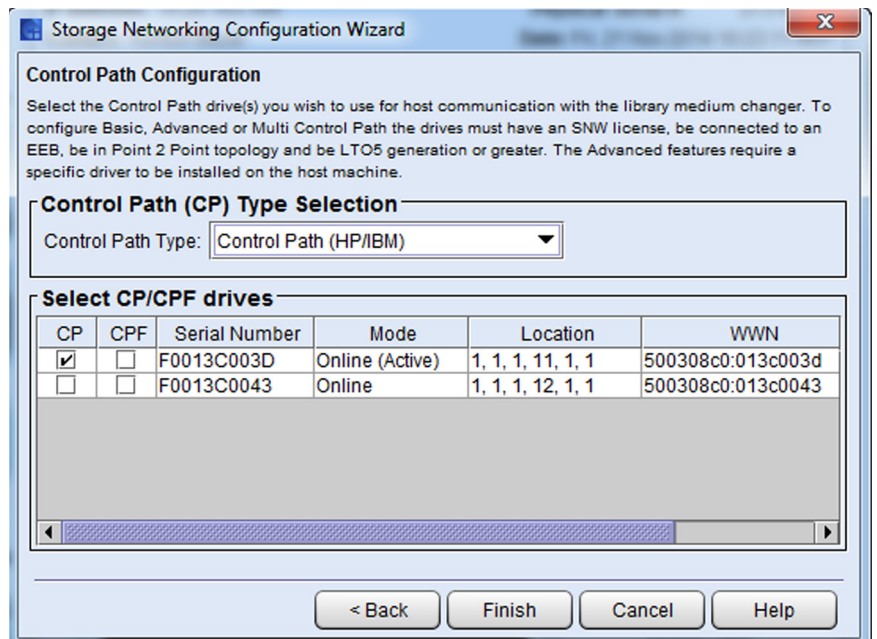 Storage Networking Configuration Wizard
Control Path Configuration
Select the Control Path drive(s) you wish to use for host communication with the library medium changer. To
configure Basic, Advanced or Multi Control Path the drives must have an SNW license, be connected to an
EEB, be in Point 2 Point topology and be LTO5 generation or greater. The Advanced features require a
specific driver to be installed on the host machine.
Control Path (CP) Type Selection
Control Path Type: Control Path (HP/IBM)
Select CP/CPF drives
CP CPF Serial Number Mode Location WWN
F0013C003D Online (Active) 1, 1, 1, 11, 1, 1 500308c0:013c003d
F0013C0043 Online 1, 1, 1, 12, 1, 1 500308c0:013c0043
< Back Finish Cancel Help